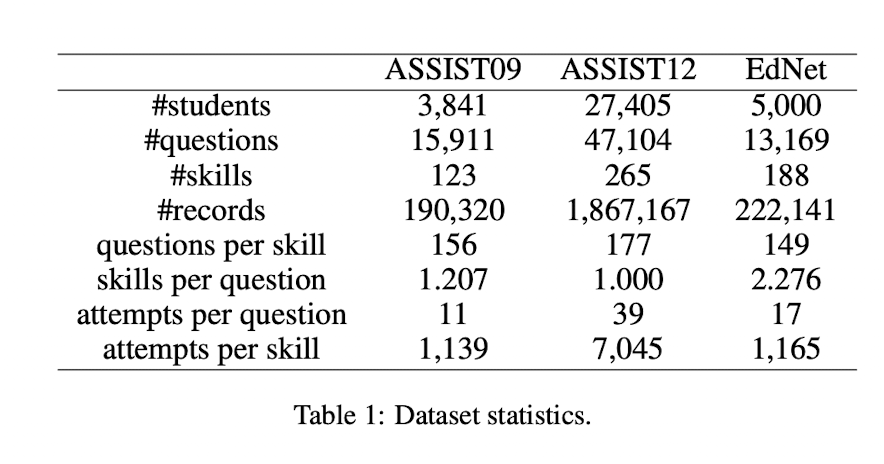 ASSIST09 ASSIST12 EdNet
#students 3,841 27,405 5,000
#questions 15,911 47,104 13,169
#skills 123 265 188
#records 190,320 1,867,167 222,141
questions per skill 156 177 149
skills per question 1.207 1.000 2.276
attempts per question 11 39 17
attempts per skill 1,139 7,045 1,165
Table 1: Dataset statistics.